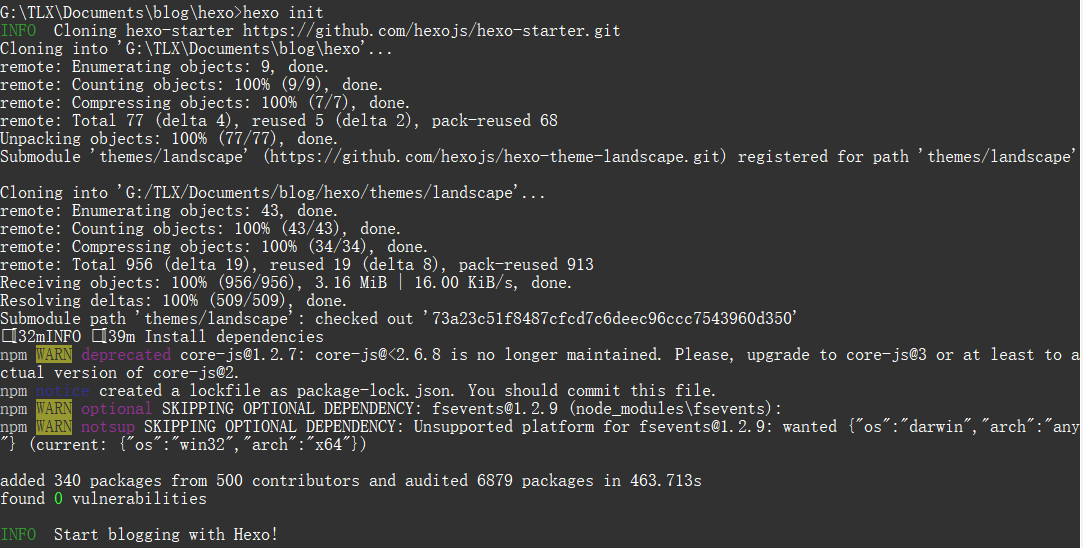 G:\TLX\Documents\blog\hexo>hexo init
INFO  Cloning hexo-starter https://github.com/hexojs/hexo-starter.git
Cloning into 'G:\TLX\Documents\blog\hexo'...
remote: Enumerating objects: 9, done.
remote: Counting objects: 100% (9/9), done.
remote: Compressing objects: 100% (7/7), done.
remote: Total 77 (delta 4), reused 5 (delta 2), pack-reused 68
Unpacking objects: 100% (77/77), done.
Submodule 'themes/landscape' (https://github.com/hexojs/hexo-theme-landscape.git) registered for path 'themes/landscape'
Cloning into 'G:/TLX/Documents/blog/hexo/themes/landscape'...
remote: Enumerating objects: 43, done.
remote: Counting objects: 100% (43/43), done.
remote: Compressing objects: 100% (34/34), done.
remote: Total 956 (delta 19), reused 19 (delta 8), pack-reused 913
Receiving objects: 100% (956/956), 3.16 MiB | 16.00 KiB/s, done.
Resolving deltas: 100% (509/509), done.
Submodule path 'themes/landscape': checked out '73a23c51f8487cfcd7c6deec96ccc7543960d350'
[32mINFO [39m Install dependencies
npm WARN deprecated core-js@1.2.7: core-js@<2.6.8 is no longer maintained. Please, upgrade to core-js@3 or at least to a
ctual version of core-js@2.
npm notice created a lockfile as package-lock.json. You should commit this file.
npm WARN optional SKIPPING OPTIONAL DEPENDENCY: fsevents@1.2.9 (node_modules\fsevents):
npm WARN notsup SKIPPING OPTIONAL DEPENDENCY: Unsupported platform for fsevents@1.2.9: wanted {"os":"darwin","arch":"any
"} (current: {"os":"win32","arch":"x64"})
added 340 packages from 500 contributors and audited 6879 packages in 463.713s
found 0 vulnerabilities
INFO  Start blogging with Hexo!